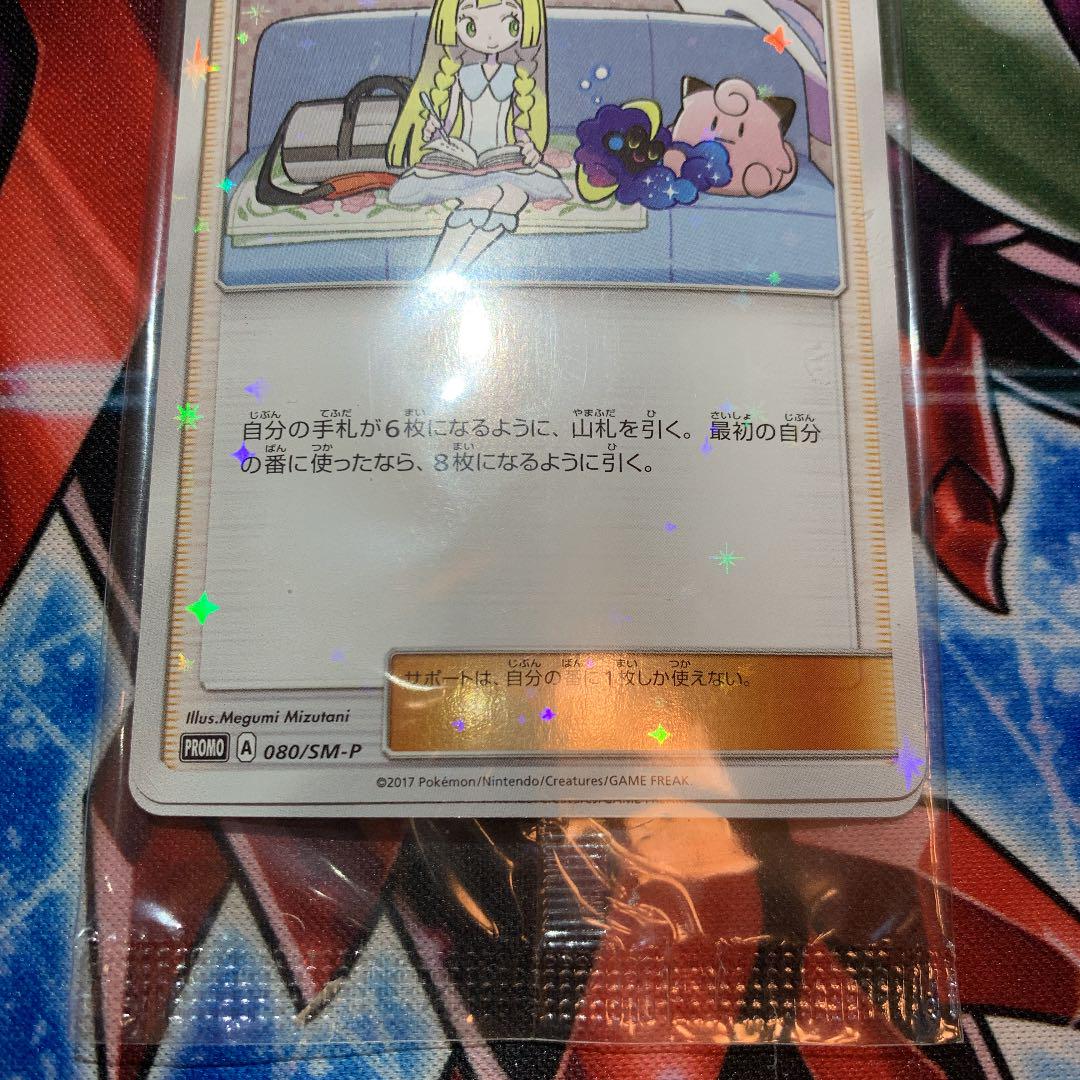 自分の手札が6枚になるように、山札を引く。最初の自分
の番に使ったなら、8枚になるように引く。
サポートは、自分の番に1枚しか使えない。
Illus.Megumi Mizutani
PROMO A 080/SM-P
©2017 Pokémon/Nintendo/Creatures/GAME FREAK.